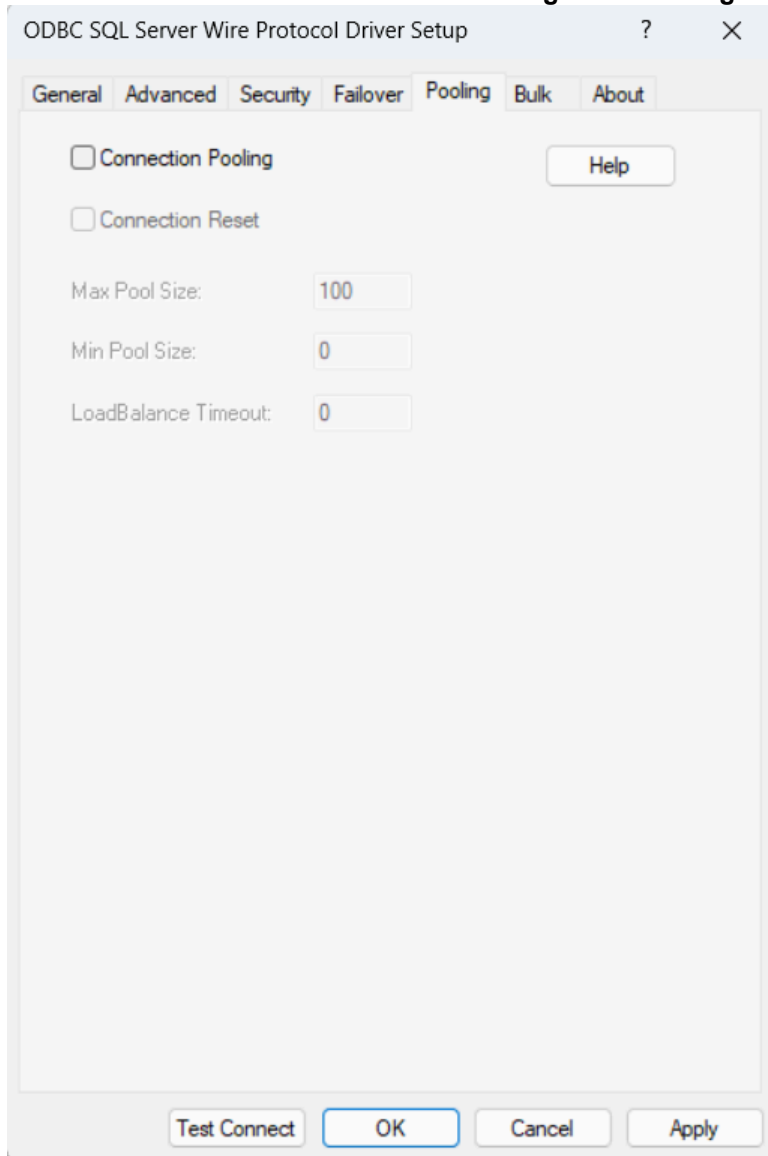 ODBC SQL Server Wire Protocol Driver Setup ? ×
General Advanced Security Failover Pooling Bulk About
Connection Pooling Help
Connection Reset
Max Pool Size: 100
Min Pool Size: 0
LoadBalance Timeout: 0
Test Connect OK Cancel Apply